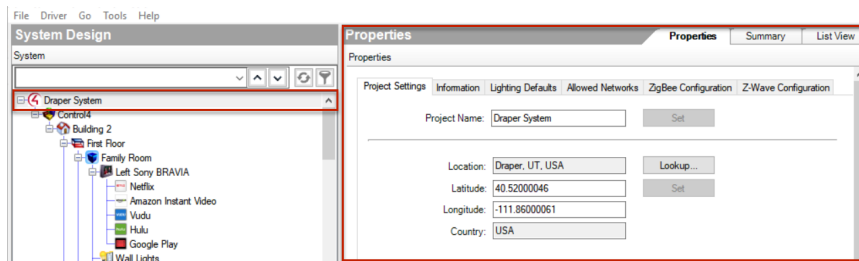 File Driver Go Tools Help
System Design
System
Draper System
Control4
Building 2
First Floor
Family Room
Left Sony BRAVIA
Netflix
Amazon Instant Video
Vudu
Hulu
Google Play
Wall Lights
Properties
Properties Summary List View
Properties
Project Settings Information Lighting Defaults Allowed Networks ZigBee Configuration Z-Wave Configuration
Project Name: Draper System Set
Location: Draper, UT, USA Lookup...
Latitude: 40.52000046 Set
Longitude: -111.86000061
Country: USA